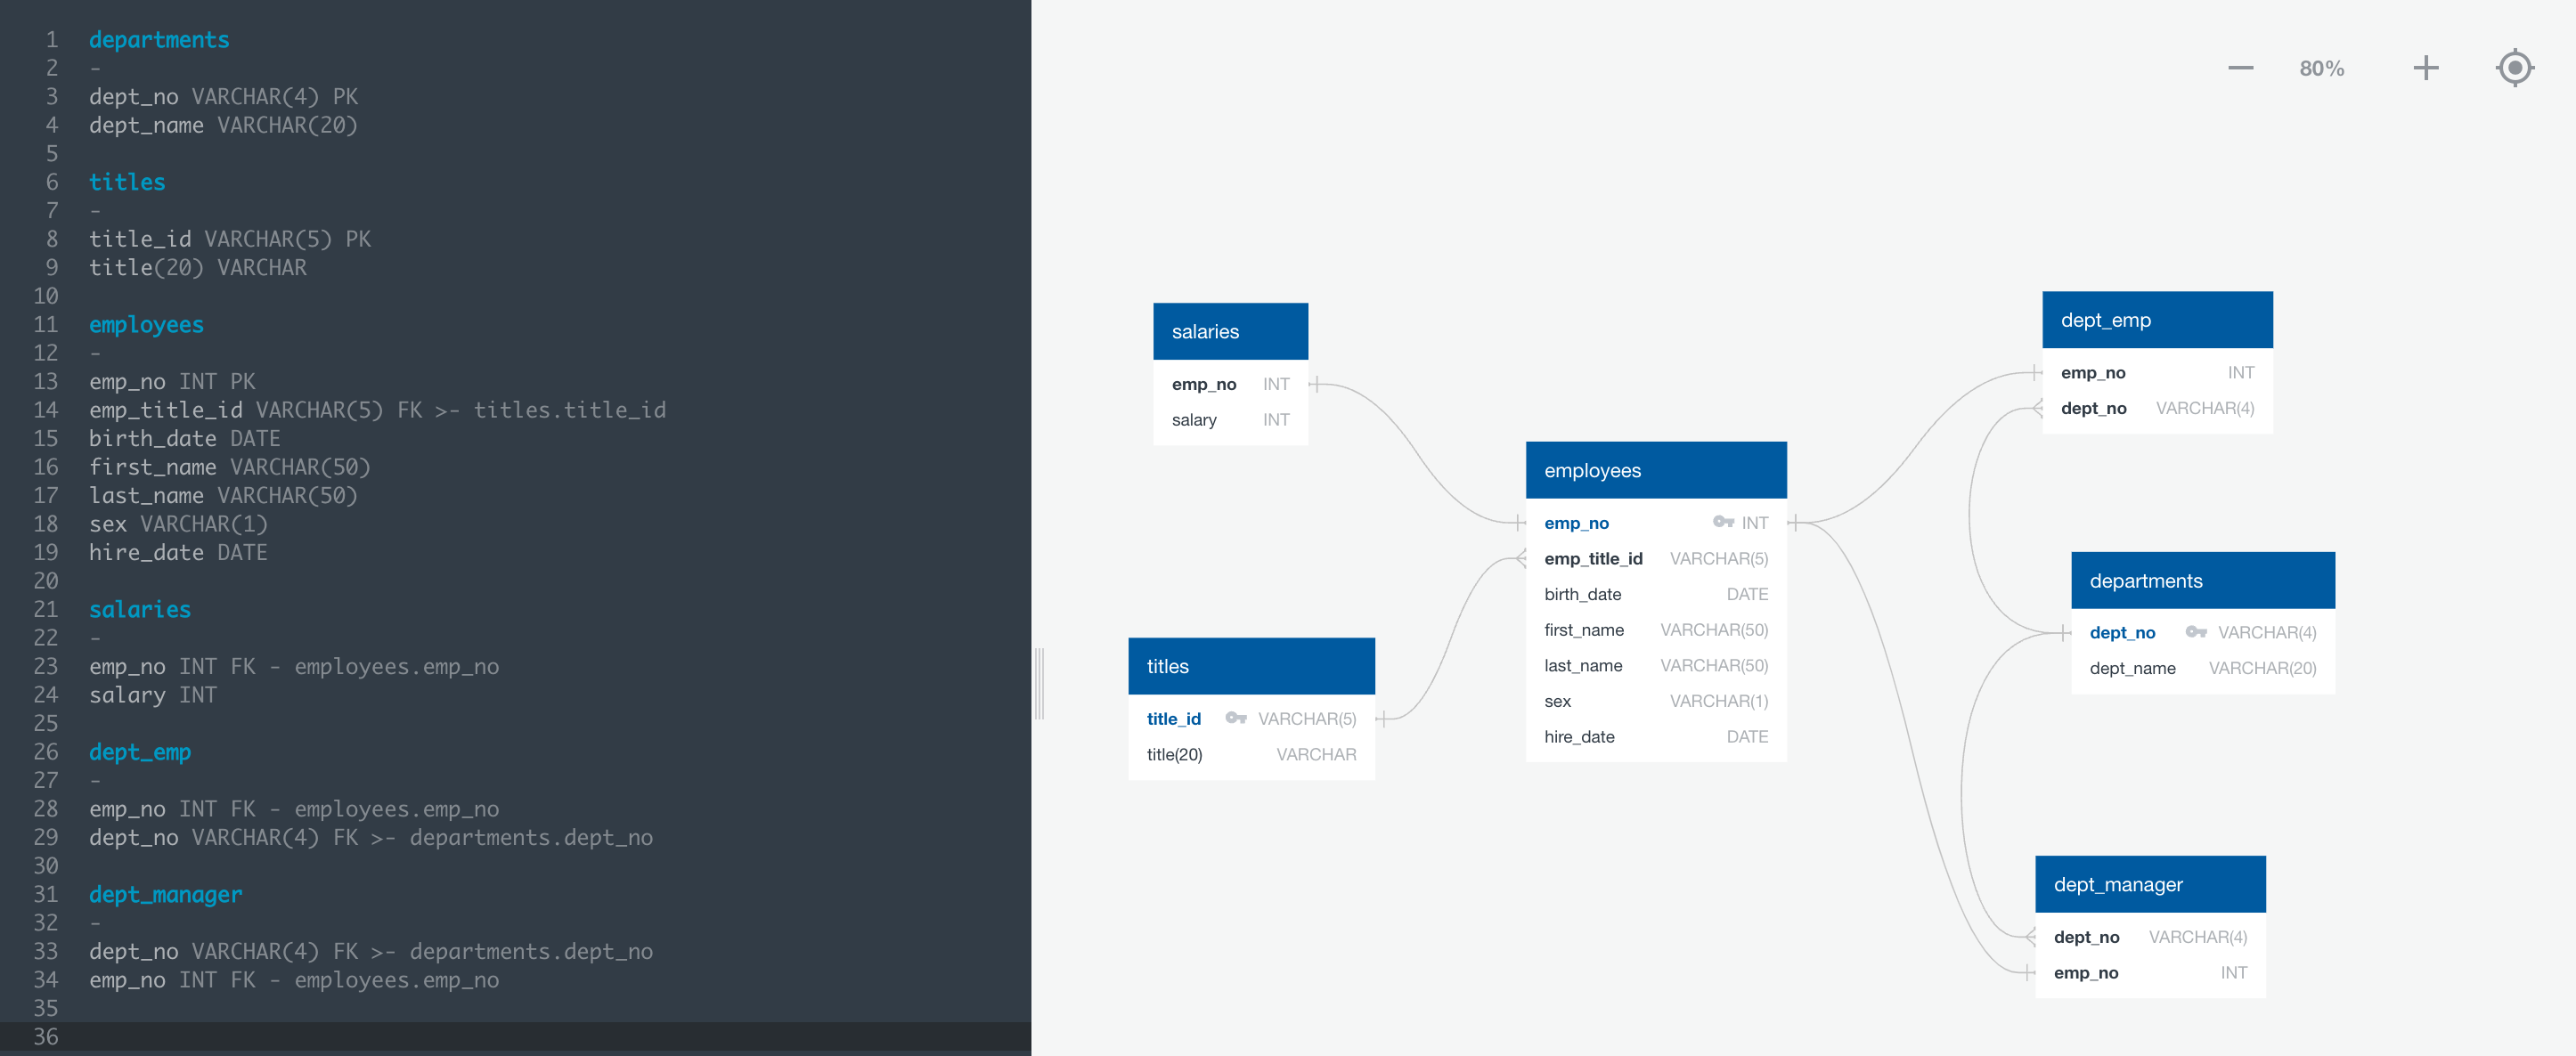 1 departments
2 -
3 dept_no VARCHAR(4) PK
4 dept_name VARCHAR(20)
5
6 titles
7 -
8 title_id VARCHAR(5) PK
9 title(20) VARCHAR
10
11 employees
12 -
13 emp_no INT PK
14 emp_title_id VARCHAR(5) FK >- titles.title_id
15 birth_date DATE
16 first_name VARCHAR(50)
17 last_name VARCHAR(50)
18 sex VARCHAR(1)
19 hire_date DATE
20
21 salaries
22 -
23 emp_no INT FK - employees.emp_no
24 salary INT
25
26 dept_emp
27 -
28 emp_no INT FK - employees.emp_no
29 dept_no VARCHAR(4) FK >- departments.dept_no
30
31 dept_manager
32 -
33 dept_no VARCHAR(4) FK >- departments.dept_no
34 emp_no INT FK - employees.emp_no
35
36
80%
salaries
emp_no INT
salary INT
titles
title_id VARCHAR(5)
title(20) VARCHAR
employees
emp_no INT
emp_title_id VARCHAR(5)
birth_date DATE
first_name VARCHAR(50)
last_name VARCHAR(50)
sex VARCHAR(1)
hire_date DATE
dept_emp
emp_no INT
dept_no VARCHAR(4)
departments
dept_no VARCHAR(4)
dept_name VARCHAR(20)
dept_manager
dept_no VARCHAR(4)
emp_no INT